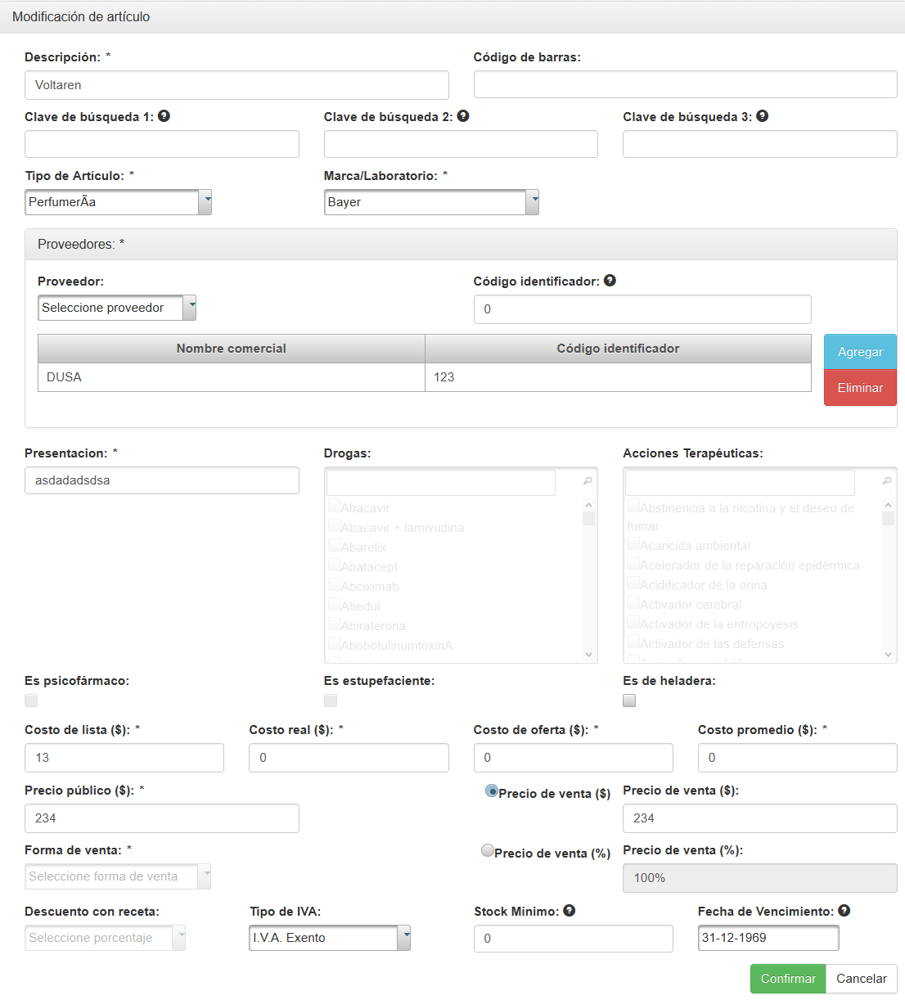 Modificación de artículo
Descripción: *
Código de barras:
Voltaren
Clave de búsqueda 1:
Clave de búsqueda 2:
Clave de búsqueda 3:
Tipo de Artículo: *
Marca/Laboratorio: *
PerfumerÃa
Bayer
Proveedores: *
Proveedor:
Código identificador:
Seleccione proveedor
0
Nombre comercial
Código identificador
Agregar
DUSA
123
Eliminar
Presentacion: *
Drogas:
Acciones Terapéuticas:
asdadadsdsa
Abacavir
Abacavir + lamivudina
Abarelix
Abatacept
Abciximab
Abedul
Abiraterona
AbobotulinumtoxinA
Abstinencia a la nicotina y el deseo de
fumar
Acaricida ambiental
Acelerador de la reparación epidérmica
Acidificador de la orina
Activador cerebral
Activador de la eritropoyesis
Activador de las defensas
Es psicofármaco:
Es estupefaciente:
Es de heladera:
Costo de lista ($): *
Costo real ($): *
Costo de oferta ($): *
Costo promedio ($): *
13
0
0
0
Precio público ($): *
Precio de venta ($)
Precio de venta ($):
234
234
Forma de venta: *
Precio de venta (%)
Precio de venta (%):
Seleccione forma de venta
100%
Descuento con receta:
Tipo de IVA:
Stock Mínimo:
Fecha de Vencimiento:
Seleccione porcentaje
I.V.A. Exento
0
31-12-1969
Confirmar
Cancelar